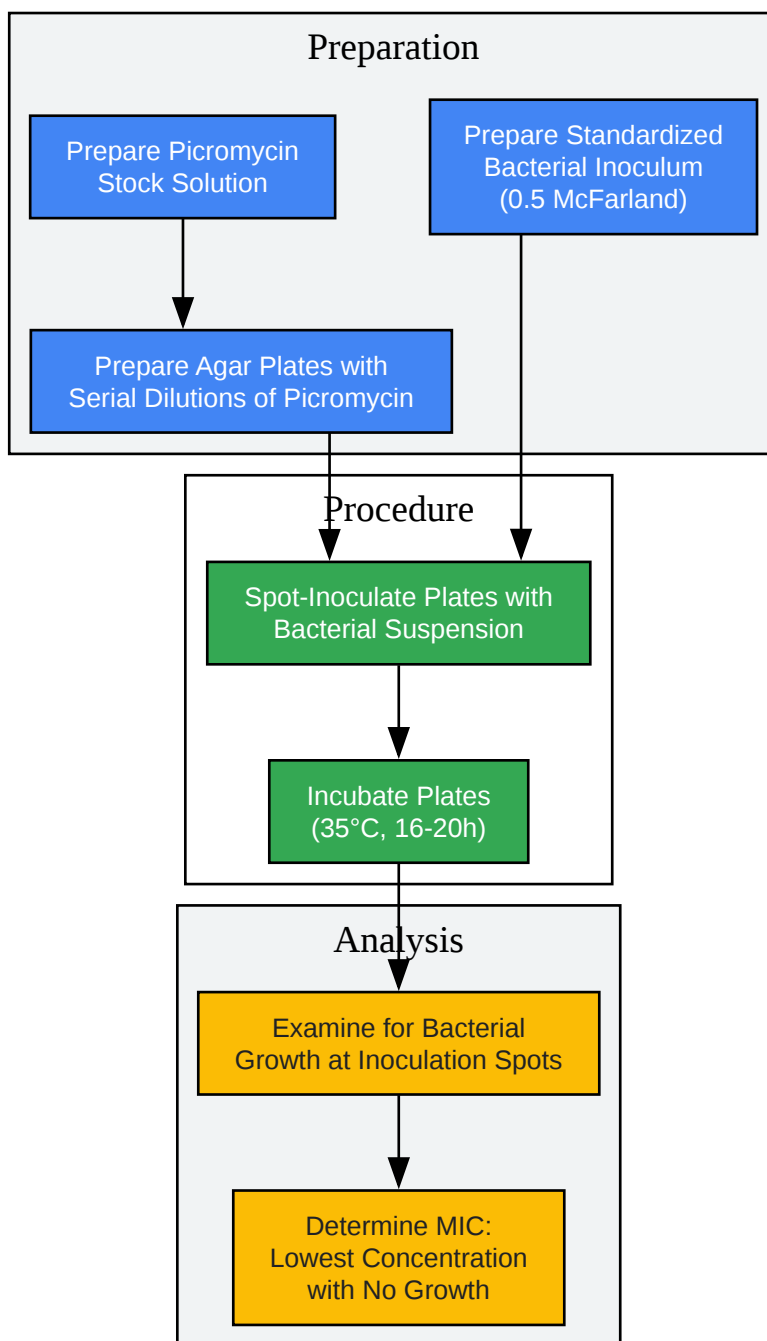 Preparation
Prepare Picromycin
Stock Solution
Prepare Standardized
Bacterial Inoculum
(0.5 McFarland)
Prepare Agar Plates with
Serial Dilutions of Picromycin
Procedure
Spot-Inoculate Plates with
Bacterial Suspension
Incubate Plates
(35°C, 16-20h)
Analysis
Examine for Bacterial
Growth at Inoculation Spots
Determine MIC:
Lowest Concentration
with No Growth